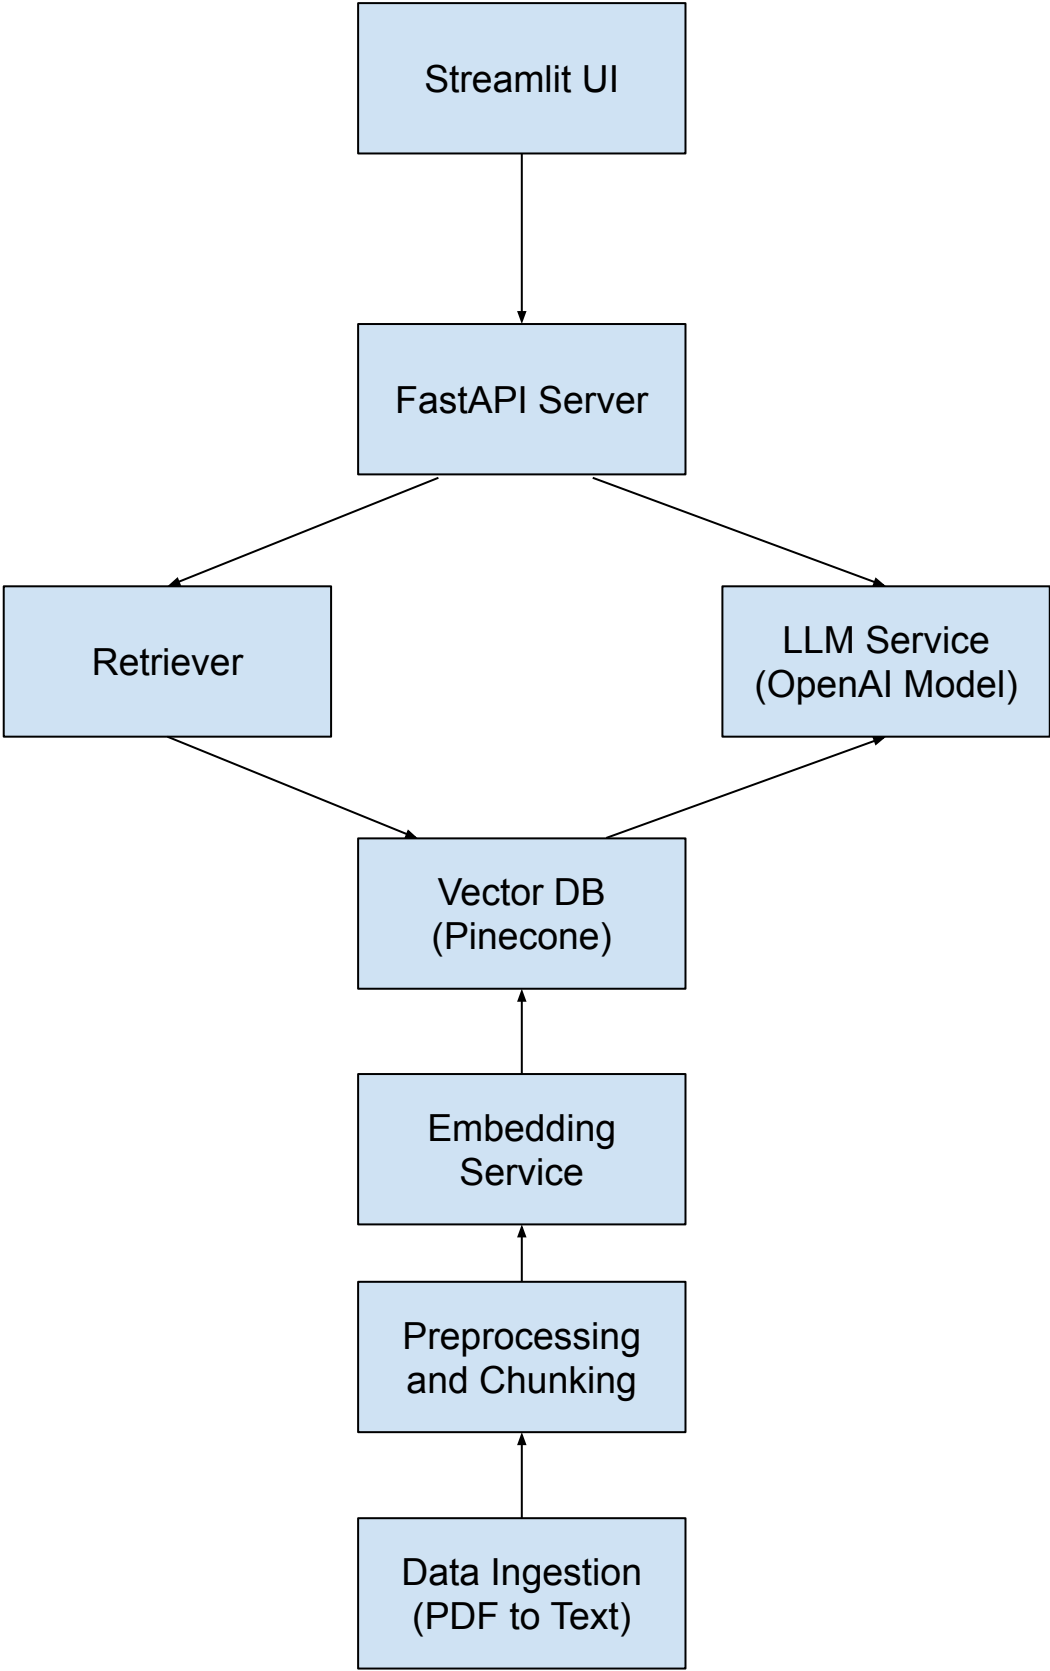 Streamlit UI
FastAPI Server
Retriever
LLM Service
(OpenAI Model)
Vector DB
(Pinecone)
Embedding
Service
Preprocessing
and Chunking
Data Ingestion
(PDF to Text)